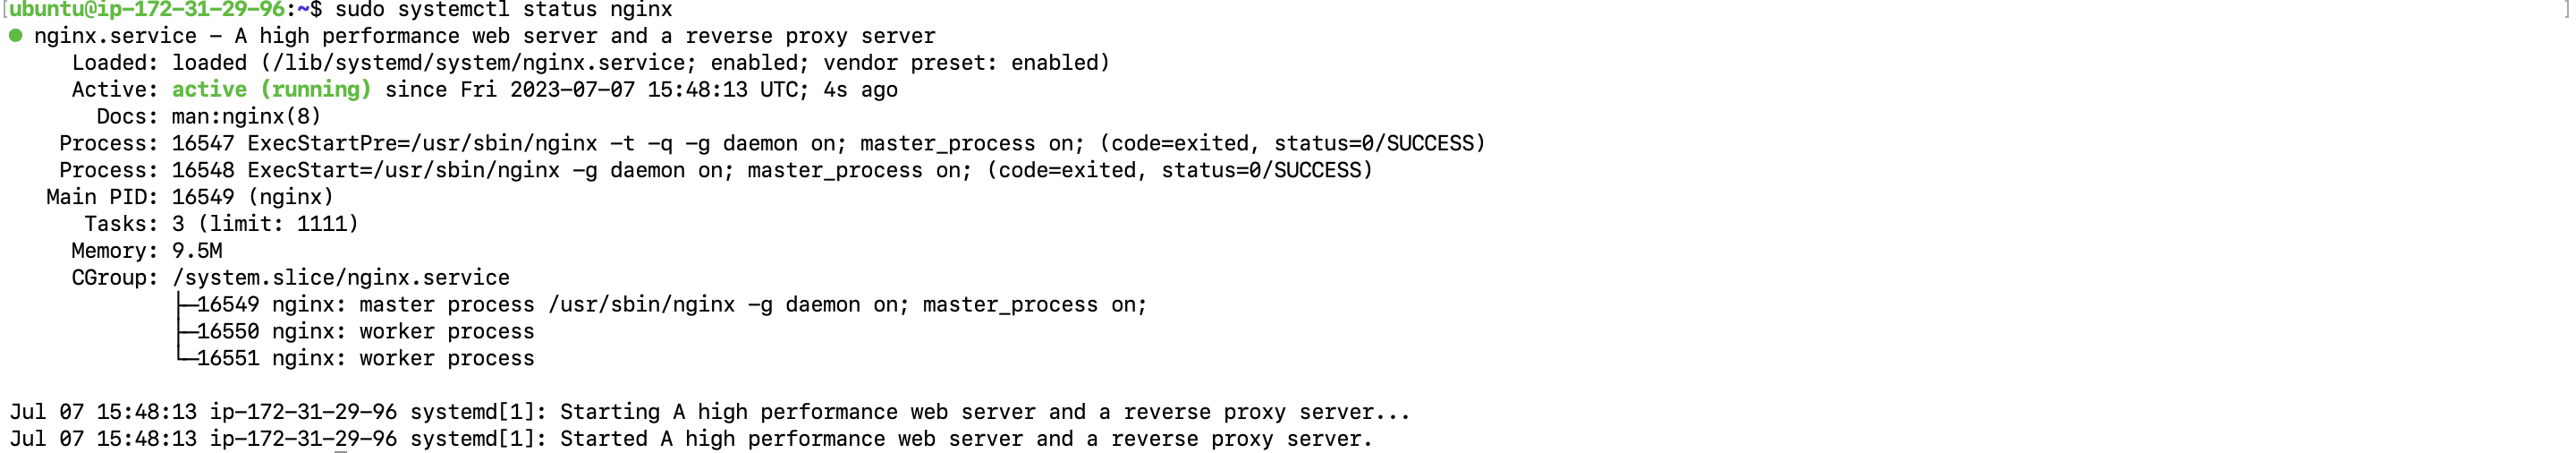 [ubuntu@ip-172-31-29-96:~$ sudo systemctl status nginx ]
● nginx.service - A high performance web server and a reverse proxy server
     Loaded: loaded (/lib/systemd/system/nginx.service; enabled; vendor preset: enabled)
     Active: active (running) since Fri 2023-07-07 15:48:13 UTC; 4s ago
       Docs: man:nginx(8)
    Process: 16547 ExecStartPre=/usr/sbin/nginx -t -q -g daemon on; master_process on; (code=exited, status=0/SUCCESS)
    Process: 16548 ExecStart=/usr/sbin/nginx -g daemon on; master_process on; (code=exited, status=0/SUCCESS)
   Main PID: 16549 (nginx)
      Tasks: 3 (limit: 1111)
     Memory: 9.5M
     CGroup: /system.slice/nginx.service
             ├─16549 nginx: master process /usr/sbin/nginx -g daemon on; master_process on;
             ├─16550 nginx: worker process
             └─16551 nginx: worker process

Jul 07 15:48:13 ip-172-31-29-96 systemd[1]: Starting A high performance web server and a reverse proxy server...
Jul 07 15:48:13 ip-172-31-29-96 systemd[1]: Started A high performance web server and a reverse proxy server.